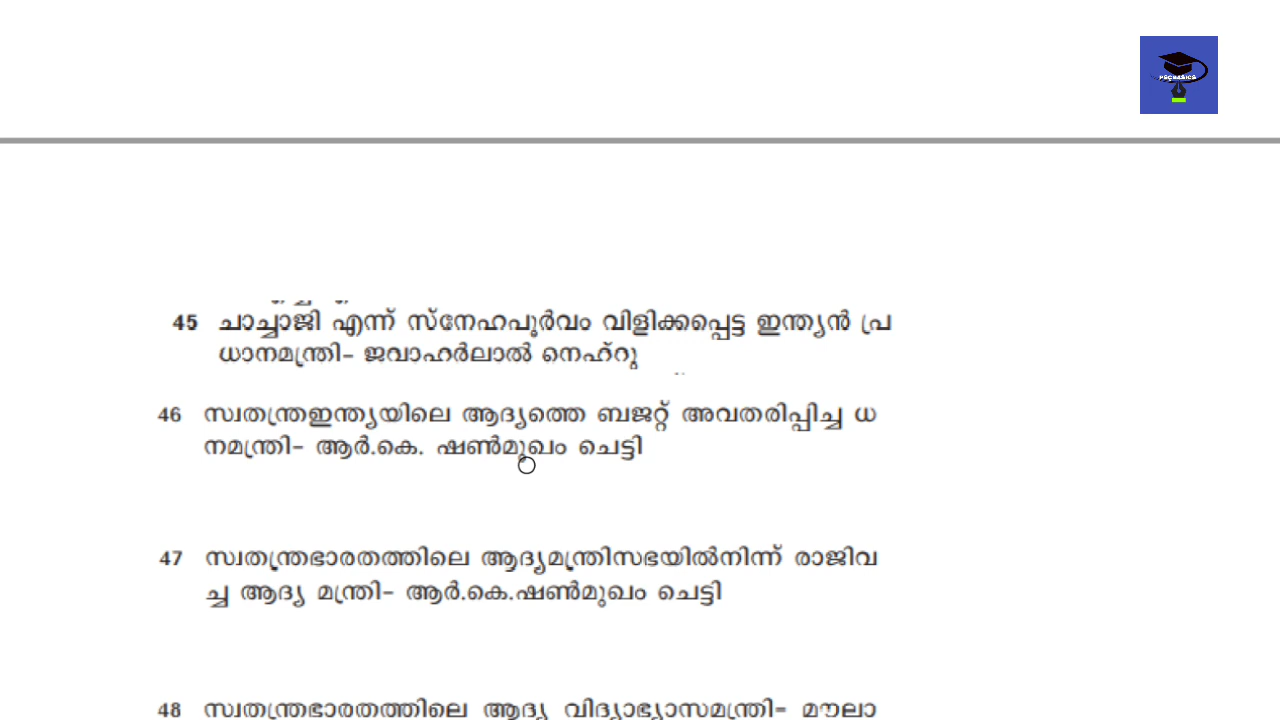 PSCBASICS
45 ചാച്ചാജി എന്ന് സ്നേഹപൂർവം വിളിക്കപ്പെട്ട ഇന്ത്യൻ പ്ര
ധാനമന്ത്രി- ജവാഹർലാൽ നെഹ്റു
46 സ്വതന്ത്രഇന്ത്യയിലെ ആദ്യത്തെ ബജറ്റ് അവതരിപ്പിച്ച ധ
നമന്ത്രി- ആർ.കെ. ഷൺമുഖം ചെട്ടി
47 സ്വതന്ത്രഭാരതത്തിലെ ആദ്യമന്ത്രിസഭയിൽനിന്ന് രാജിവ
ച്ച ആദ്യ മന്ത്രി- ആർ.കെ.ഷൺമുഖം ചെട്ടി
48 സ്വതന്ത്രഭാരതത്തിലെ ആദ്യ വിദ്യാഭ്യാസമന്ത്രി- മൗലാ